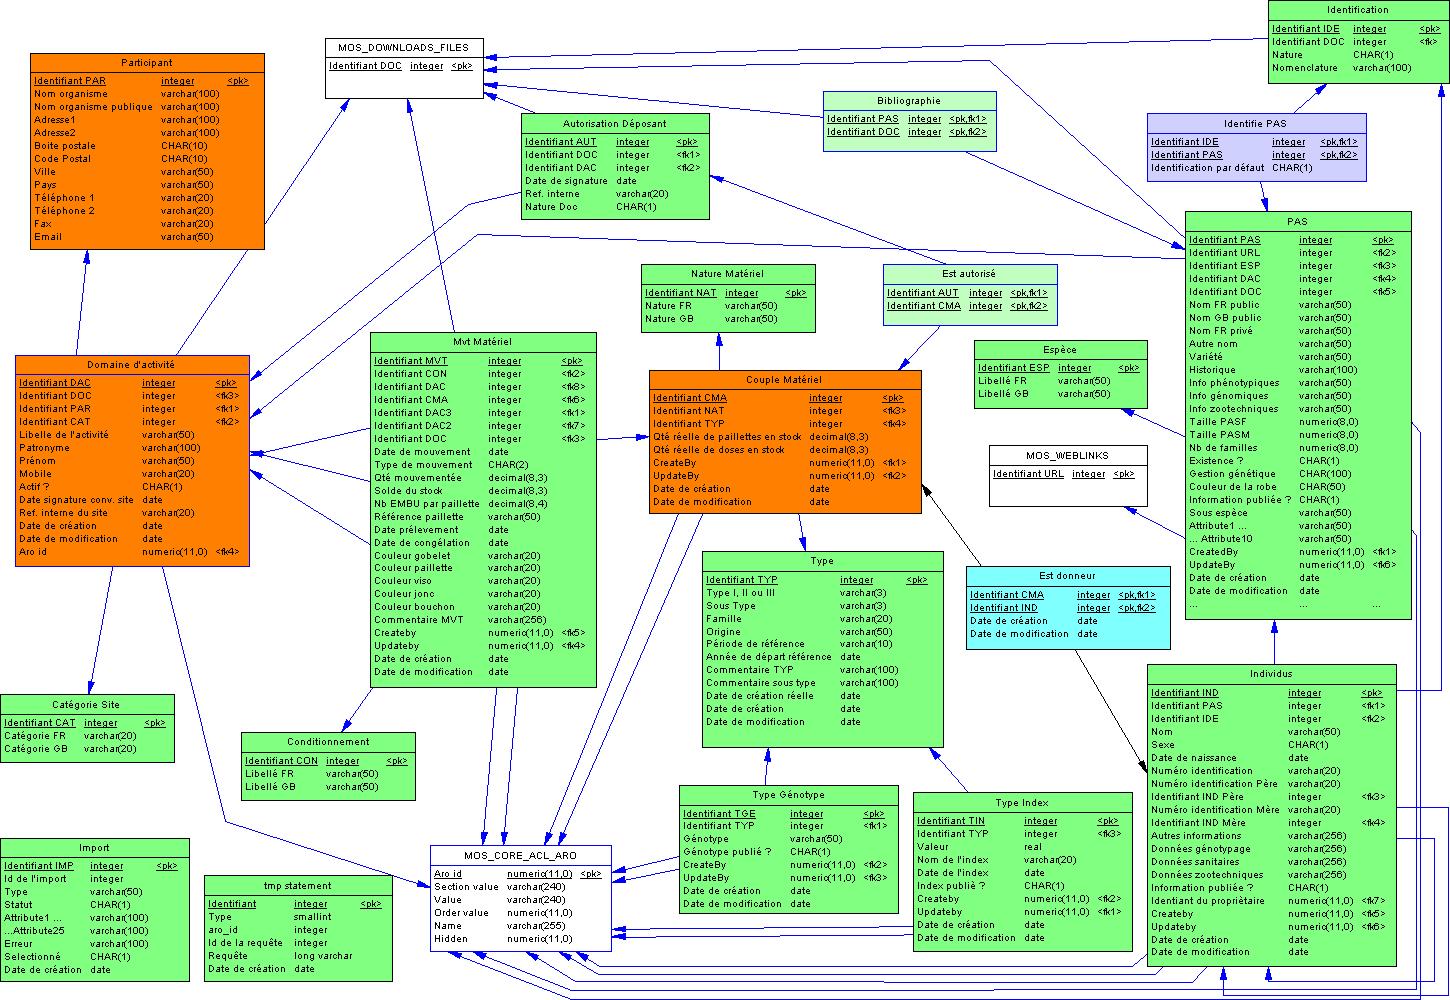 Identification
Identifiant IDE integer <pk>
Identifiant DOC integer <fk>
Nature CHAR(1)
Nomenclature varchar(100)
MOS_DOWNLOADS_FILES
Identifiant DOC integer <pk>
Participant
Identifiant PAR integer <pk>
Nom organisme varchar(100)
Nom organisme publique varchar(100)
Adresse1 varchar(100)
Adresse2 varchar(100)
Boite postale CHAR(10)
Code Postal CHAR(10)
Ville varchar(50)
Pays varchar(50)
Téléphone 1 varchar(20)
Téléphone 2 varchar(20)
Fax varchar(20)
Email varchar(50)
Bibliographie
Identifiant PAS integer <pk,fk1>
Identifiant DOC integer <pk,fk2>
Autorisation Déposant
Identifiant AUT integer <pk>
Identifiant DOC integer <fk1>
Identifiant DAC integer <fk2>
Date de signature date
Ref. interne varchar(20)
Nature Doc CHAR(1)
Identifie PAS
Identifiant IDE integer <pk,fk1>
Identifiant PAS integer <pk,fk2>
Identification par défaut CHAR(1)
PAS
Identifiant PAS integer <pk>
Identifiant URL integer <fk2>
Identifiant ESP integer <fk3>
Identifiant DAC integer <fk4>
Identifiant DOC integer <fk5>
Nom FR public varchar(50)
Nom GB public varchar(50)
Nom FR privé varchar(50)
Autre nom varchar(50)
Variété varchar(50)
Historique varchar(100)
Info phénotypiques varchar(50)
Info génomiques varchar(50)
Info zootechniques varchar(50)
Taille PASF numeric(8,0)
Taille PASM numeric(8,0)
Nb de familles numeric(8,0)
Existence ? CHAR(1)
Gestion génétique CHAR(100)
Couleur de la robe CHAR(50)
Information publiée ? CHAR(1)
Sous espèce varchar(50)
Attribute1 ... varchar(50)
... Attribute10 varchar(50)
CreatedBy numeric(11,0) <fk1>
UpdateBy numeric(11,0) <fk6>
Date de création date
Date de modification date
... ... ...
Nature Matériel
Identifiant NAT integer <pk>
Nature FR varchar(50)
Nature GB varchar(50)
Est autorisé
Identifiant AUT integer <pk,fk1>
Identifiant CMA integer <pk,fk2>
Mvt Matériel
Identifiant MVT integer <pk>
Identifiant CON integer <fk2>
Identifiant DAC integer <fk8>
Identifiant CMA integer <fk6>
Identifiant DAC3 integer <fk1>
Identifiant DAC2 integer <fk7>
Identifiant DOC integer <fk3>
Date de mouvement date
Type de mouvement CHAR(2)
Qté mouvementée decimal(8,3)
Solde du stock decimal(8,3)
Nb EMBU par paillette decimal(8,4)
Référence paillette varchar(50)
Date prélevement date
Date de congélation date
Couleur gobelet varchar(20)
Couleur paillette varchar(20)
Couleur viso varchar(20)
Couleur jonc varchar(20)
Couleur bouchon varchar(20)
Commentaire MVT varchar(256)
Createby numeric(11,0) <fk5>
Updateby numeric(11,0) <fk4>
Date de création date
Date de modification date
Espèce
Identifiant ESP integer <pk>
Libellé FR varchar(50)
Libellé GB varchar(50)
Domaine d'activité
Identifiant DAC integer <pk>
Identifiant DOC integer <fk3>
Identifiant PAR integer <fk1>
Identifiant CAT integer <fk2>
Libelle de l'activité varchar(50)
Patronyme varchar(100)
Prénom varchar(50)
Mobile varchar(20)
Actif ? CHAR(1)
Date signature conv. site date
Ref. interne du site varchar(20)
Date de création date
Date de modification date
Aro id numeric(11,0) <fk4>
Couple Matériel
Identifiant CMA integer <pk>
Identifiant NAT integer <fk3>
Identifiant TYP integer <fk4>
Qté réelle de paillettes en stock decimal(8,3)
Qté réelle de doses en stock decimal(8,3)
CreateBy numeric(11,0) <fk1>
UpdateBy numeric(11,0) <fk2>
Date de création date
Date de modification date
MOS_WEBLINKS
Identifiant URL integer <pk>
Type
Identifiant TYP integer <pk>
Type I, II ou III varchar(3)
Sous Type varchar(3)
Famille varchar(20)
Origine varchar(50)
Période de référence varchar(10)
Année de départ référence date
Commentaire TYP varchar(100)
Commentaire sous type varchar(100)
Date de création réelle date
Date de création date
Date de modification date
Est donneur
Identifiant CMA integer <pk,fk1>
Identifiant IND integer <pk,fk2>
Date de création date
Date de modification date
Individus
Identifiant IND integer <pk>
Identifiant PAS integer <fk1>
Identifiant IDE integer <fk2>
Nom varchar(50)
Sexe CHAR(1)
Date de naissance date
Numéro identification varchar(20)
Numéro identification Père varchar(20)
Identifiant IND Père integer <fk3>
Numéro identification Mère varchar(20)
Identifiant IND Mère integer <fk4>
Autres informations varchar(256)
Données génotypage varchar(256)
Données sanitaires varchar(256)
Données zootechniques varchar(256)
Information publiée ? CHAR(1)
Identiant du propriètaire numeric(11,0) <fk7>
Createby numeric(11,0) <fk5>
Updateby numeric(11,0) <fk6>
Date de création date
Date de modification date
Catégorie Site
Identifiant CAT integer <pk>
Catégorie FR varchar(20)
Catégorie GB varchar(20)
Conditionnement
Identifiant CON integer <pk>
Libellé FR varchar(50)
Libellé GB varchar(50)
Type Génotype
Identifiant TGE integer <pk>
Identifiant TYP integer <fk1>
Génotype varchar(50)
Génotype publié ? CHAR(1)
CreateBy numeric(11,0) <fk2>
UpdateBy numeric(11,0) <fk3>
Date de création date
Date de modification date
Type Index
Identifiant TIN integer <pk>
Identifiant TYP integer <fk3>
Valeur real
Nom de l'index varchar(20)
Date de l'index date
Index publié ? CHAR(1)
Createby numeric(11,0) <fk2>
Updateby numeric(11,0) <fk1>
Date de création date
Date de modification date
Import
Identifiant IMP integer <pk>
Id de l'import integer
Type varchar(50)
Statut CHAR(1)
Attribute1 ... varchar(100)
...Attribute25 varchar(100)
Erreur varchar(100)
Selectionné CHAR(1)
Date de création date
tmp statement
Identifiant integer <pk>
Type smallint
aro_id integer
Id de la requête integer
Requête long varchar
Date de création date
MOS_CORE_ACL_ARO
Aro id numeric(11,0) <pk>
Section value varchar(240)
Value varchar(240)
Order value numeric(11,0)
Name varchar(255)
Hidden numeric(11,0)